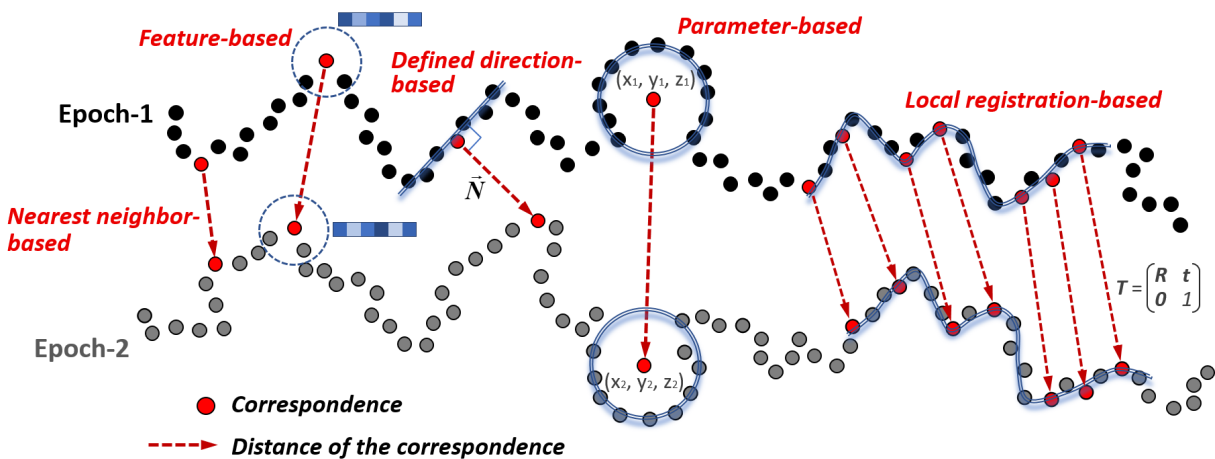 Feature-based
Parameter-based
Defined direction-
based
(x₁, y₁, z₁)
Local registration-based
Epoch-1
N⃗
Nearest neighbor-
based
T = (R t
0 1)
Epoch-2
(x₂, y₂, z₂)
Correspondence
Distance of the correspondence